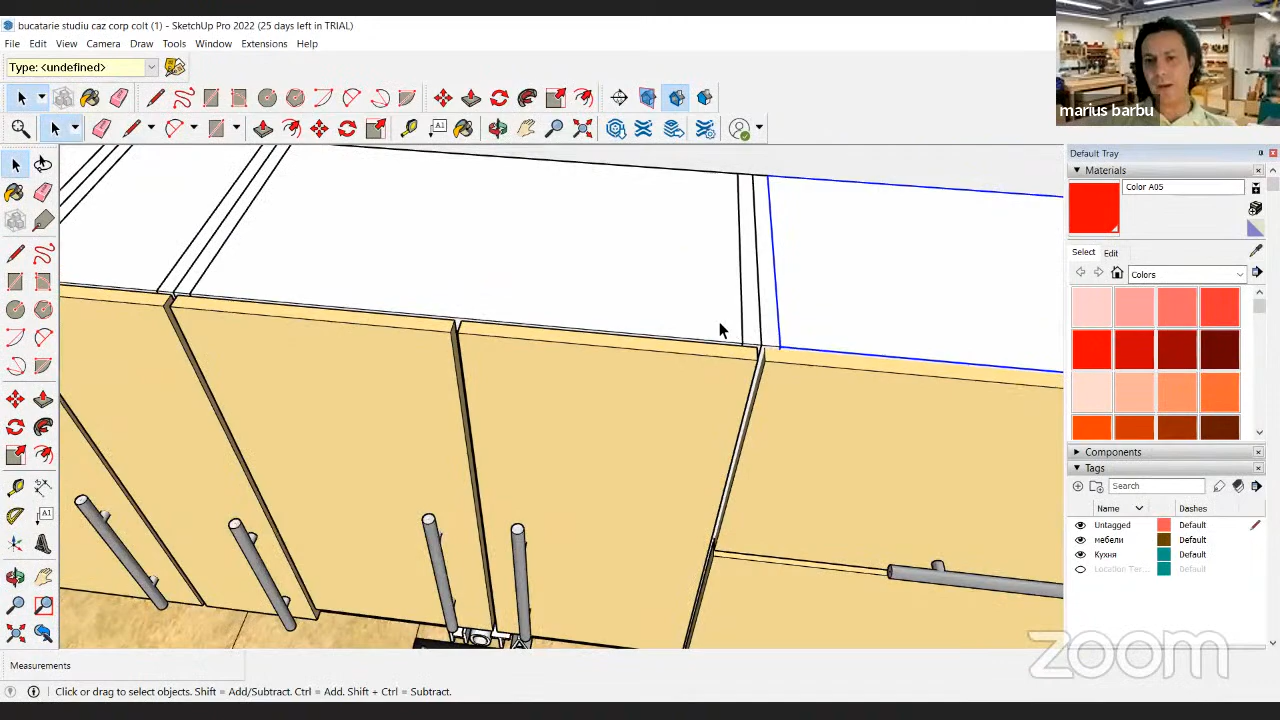 bucatarie studiu caz corp colt (1) - SketchUp Pro 2022 (25 days left in TRIAL)
File Edit View Camera Draw Tools Window Extensions Help
Type: <undefined>
marius barbu
Default Tray
Materials
Color A05
Select Edit
Colors
Components
Tags
Search
Name Dashes
Untagged Default
мебели Default
Кухня Default
Location Ter... Default
A1
A1
zoom
Measurements
Click or drag to select objects. Shift = Add/Subtract. Ctrl = Add. Shift + Ctrl = Subtract.